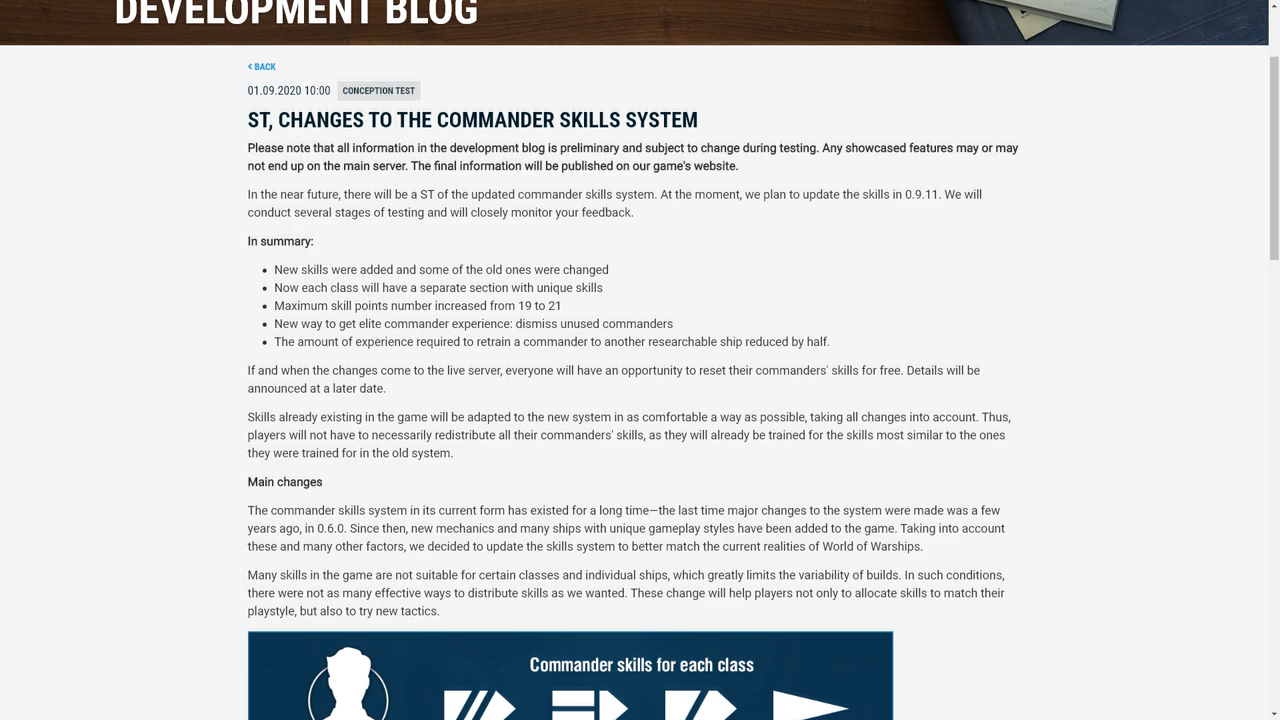 DEVELOPMENT BLOG
BACK
01.09.2020 10:00 CONCEPTION TEST
ST, CHANGES TO THE COMMANDER SKILLS SYSTEM
Please note that all information in the development blog is preliminary and subject to change during testing. Any showcased features may or may
not end up on the main server. The final information will be published on our game's website.
In the near future, there will be a ST of the updated commander skills system. At the moment, we plan to update the skills in 0.9.11. We will
conduct several stages of testing and will closely monitor your feedback.
In summary:
• New skills were added and some of the old ones were changed
• Now each class will have a separate section with unique skills
• Maximum skill points number increased from 19 to 21
• New way to get elite commander experience: dismiss unused commanders
• The amount of experience required to retrain a commander to another researchable ship reduced by half.
If and when the changes come to the live server, everyone will have an opportunity to reset their commanders' skills for free. Details will be
announced at a later date.
Skills already existing in the game will be adapted to the new system in as comfortable a way as possible, taking all changes into account. Thus,
players will not have to necessarily redistribute all their commanders' skills, as they will already be trained for the skills most similar to the ones
they were trained for in the old system.
Main changes
The commander skills system in its current form has existed for a long time—the last time major changes to the system were made was a few
years ago, in 0.6.0. Since then, new mechanics and many ships with unique gameplay styles have been added to the game. Taking into account
these and many other factors, we decided to update the skills system to better match the current realities of World of Warships.
Many skills in the game are not suitable for certain classes and individual ships, which greatly limits the variability of builds. In such conditions,
there were not as many effective ways to distribute skills as we wanted. These change will help players not only to allocate skills to match their
playstyle, but also to try new tactics.
Commander skills for each class